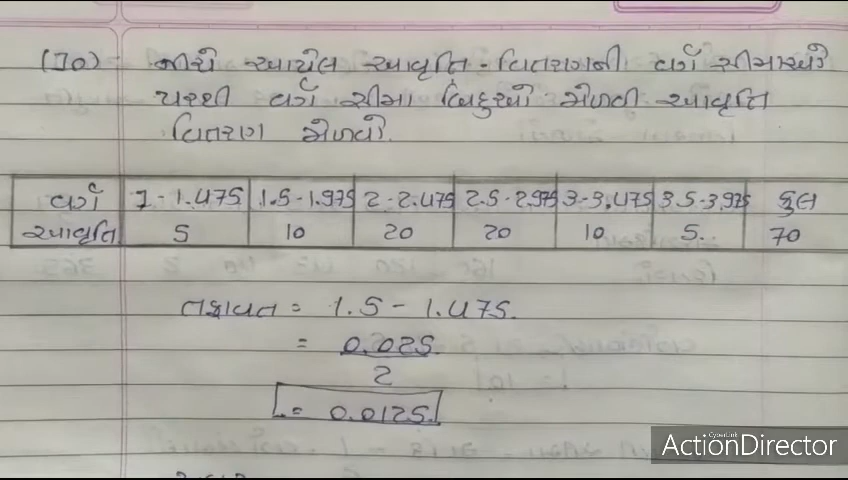 (10) નીચે આપેલ આવૃત્તિ-વિતરણની વર્ગ સીમાઓ
પરથી વર્ગ સીમા બિંદુઓ મેળવી આવૃત્તિ
વિતરણ મેળવો.
વર્ગ 1-1.475 1.5-1.975 2-2.475 2.5-2.975 3-3.475 3.5-3.975 કુલ
આવૃત્તિ 5 10 20 20 10 5 70
તફાવત = 1.5 - 1.475
= 0.025
2
= 0.0125
CyberLink
ActionDirector